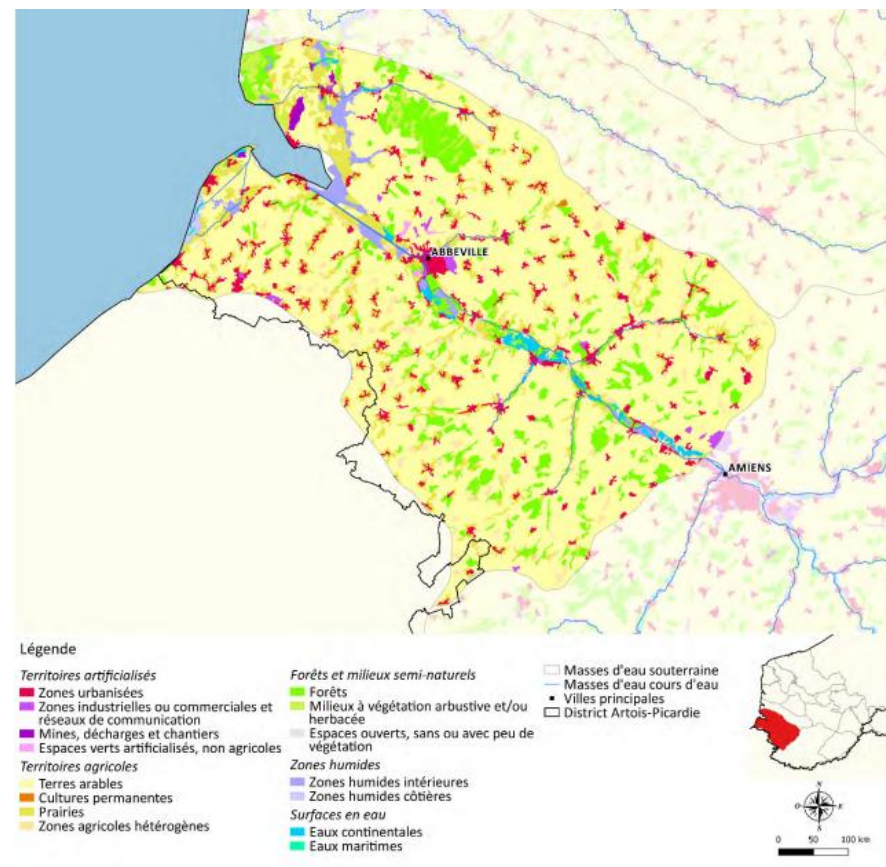 ABBEVILLE
AMIENS
Légende
Territoires artificialisés
Zones urbanisées
Zones industrielles ou commerciales et
réseaux de communication
Mines, décharges et chantiers
Espaces verts artificialisés, non agricoles
Territoires agricoles
Terres arables
Cultures permanentes
Prairies
Zones agricoles hétérogènes
Forêts et milieux semi-naturels
Forêts
Milieux à végétation arbustive et/ou
herbacée
Espaces ouverts, sans ou avec peu de
végétation
Zones humides
Zones humides intérieures
Zones humides côtières
Surfaces en eau
Eaux continentales
Eaux maritimes
Masses d'eau souterraine
Masses d'eau cours d'eau
Villes principales
District Artois-Picardie
N
O E
S
0 50 100 km